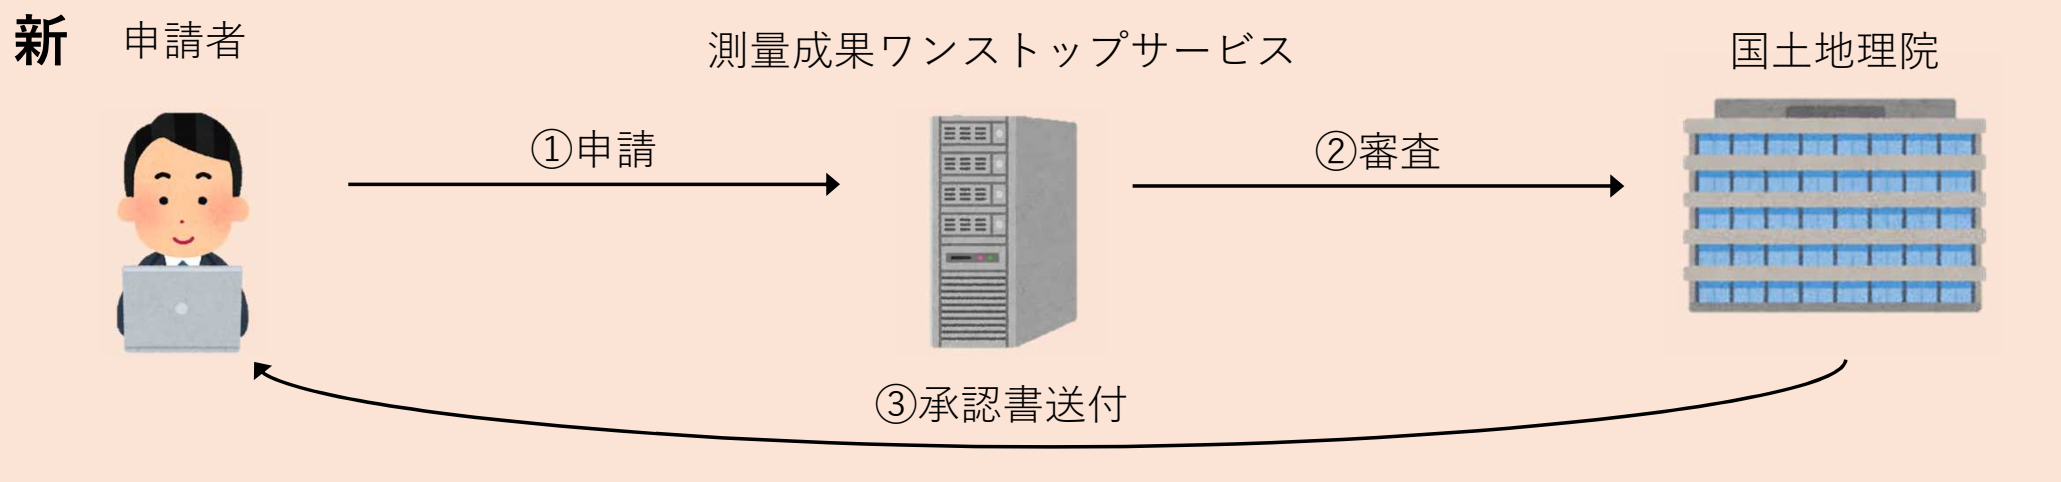 新
申請者
測量成果ワンストップサービス
国土地理院
①申請
②審査
③承認書送付